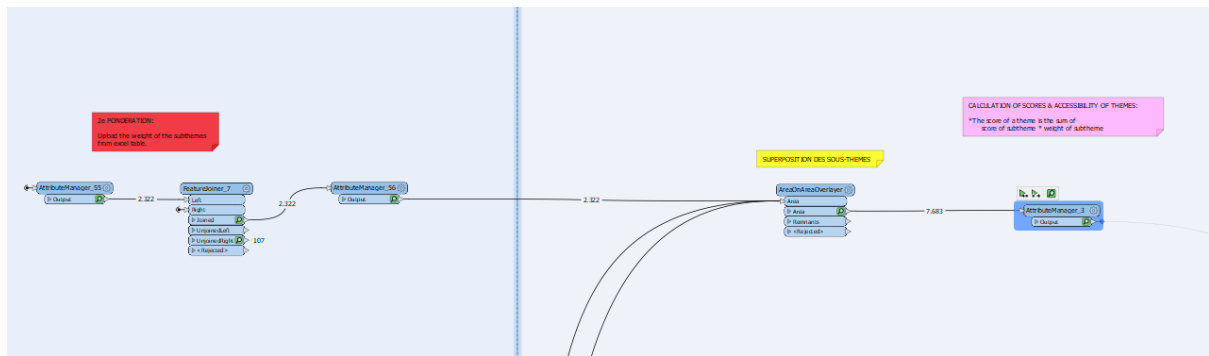 2e PONDERATION:
Upload the weight of the subthemes
from excel table.
CALCULATION OF SCORES & ACCESSIBILITY OF THEMES:
*The score of a theme is the sum of
score of subtheme * weight of subtheme
SUPERPOSITION DES SOUS-THEMES
AttributeManager_55
Output
2.322
FeatureJoiner_7
Left
Right
Joined
UnjoinedLeft
UnjoinedRight
107
<Rejected>
2.322
AttributeManager_56
Output
2.322
AreaOnAreaOverlayer
Area
Area
Remnants
<Rejected>
7.683
AttributeManager_3
Output